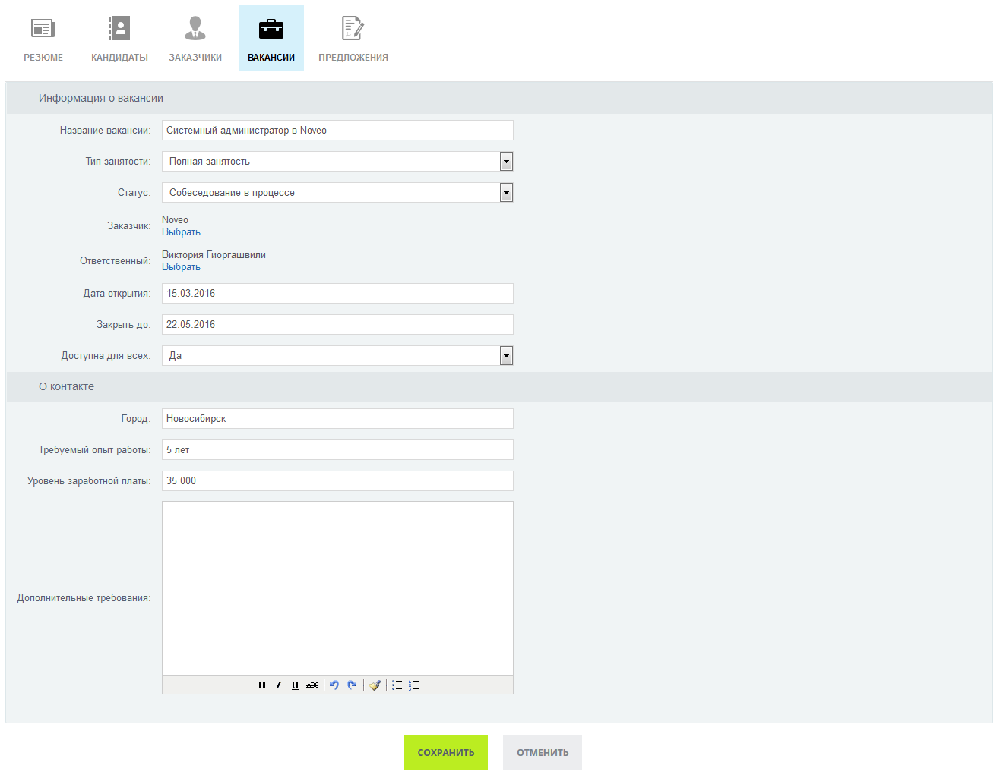 РЕЗЮМЕ КАНДИДАТЫ ЗАКАЗЧИКИ ВАКАНСИИ ПРЕДЛОЖЕНИЯ
Информация о вакансии
Название вакансии: Системный администратор в Noveo
Тип занятости: Полная занятость
Статус: Собеседование в процессе
Заказчик: Noveo
Выбрать
Ответственный: Виктория Гиоргашвили
Выбрать
Дата открытия: 15.03.2016
Закрыть до: 22.05.2016
Доступна для всех: Да
О контакте
Город: Новосибирск
Требуемый опыт работы: 5 лет
Уровень заработной платы: 35 000
Дополнительные требования:
B I U ABC
СОХРАНИТЬ ОТМЕНИТЬ